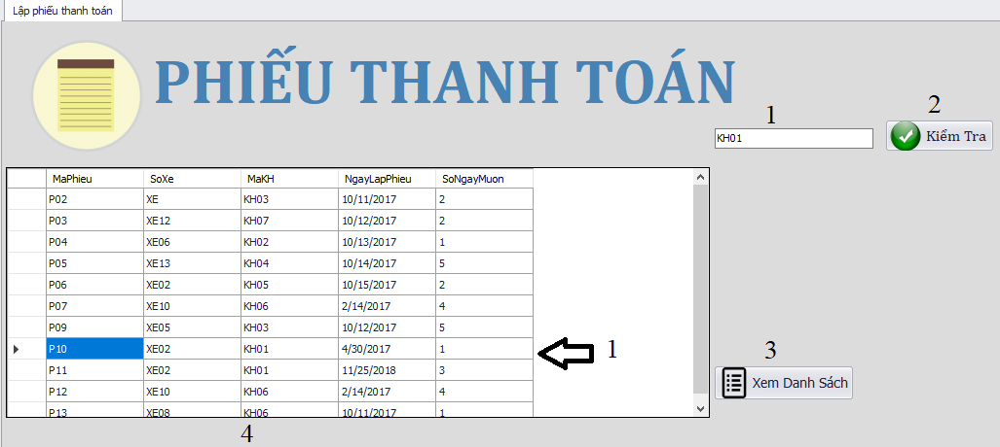 Lập phiếu thanh toán
PHIẾU THANH TOÁN
1
2
KH01
Kiểm Tra
MaPhieu SoXe MaKH NgayLapPhieu SoNgayMuon
P02 XE KH03 10/11/2017 2
P03 XE12 KH07 10/12/2017 2
P04 XE06 KH02 10/13/2017 1
P05 XE13 KH04 10/14/2017 5
P06 XE02 KH05 10/15/2017 2
P07 XE10 KH06 2/14/2017 4
P09 XE05 KH03 10/12/2017 5
P10 XE02 KH01 4/30/2017 1
1
P11 XE02 KH01 11/25/2018 3
P12 XE10 KH06 2/14/2017 4
P13 XE08 KH06 10/11/2017 1
3
Xem Danh Sách
4